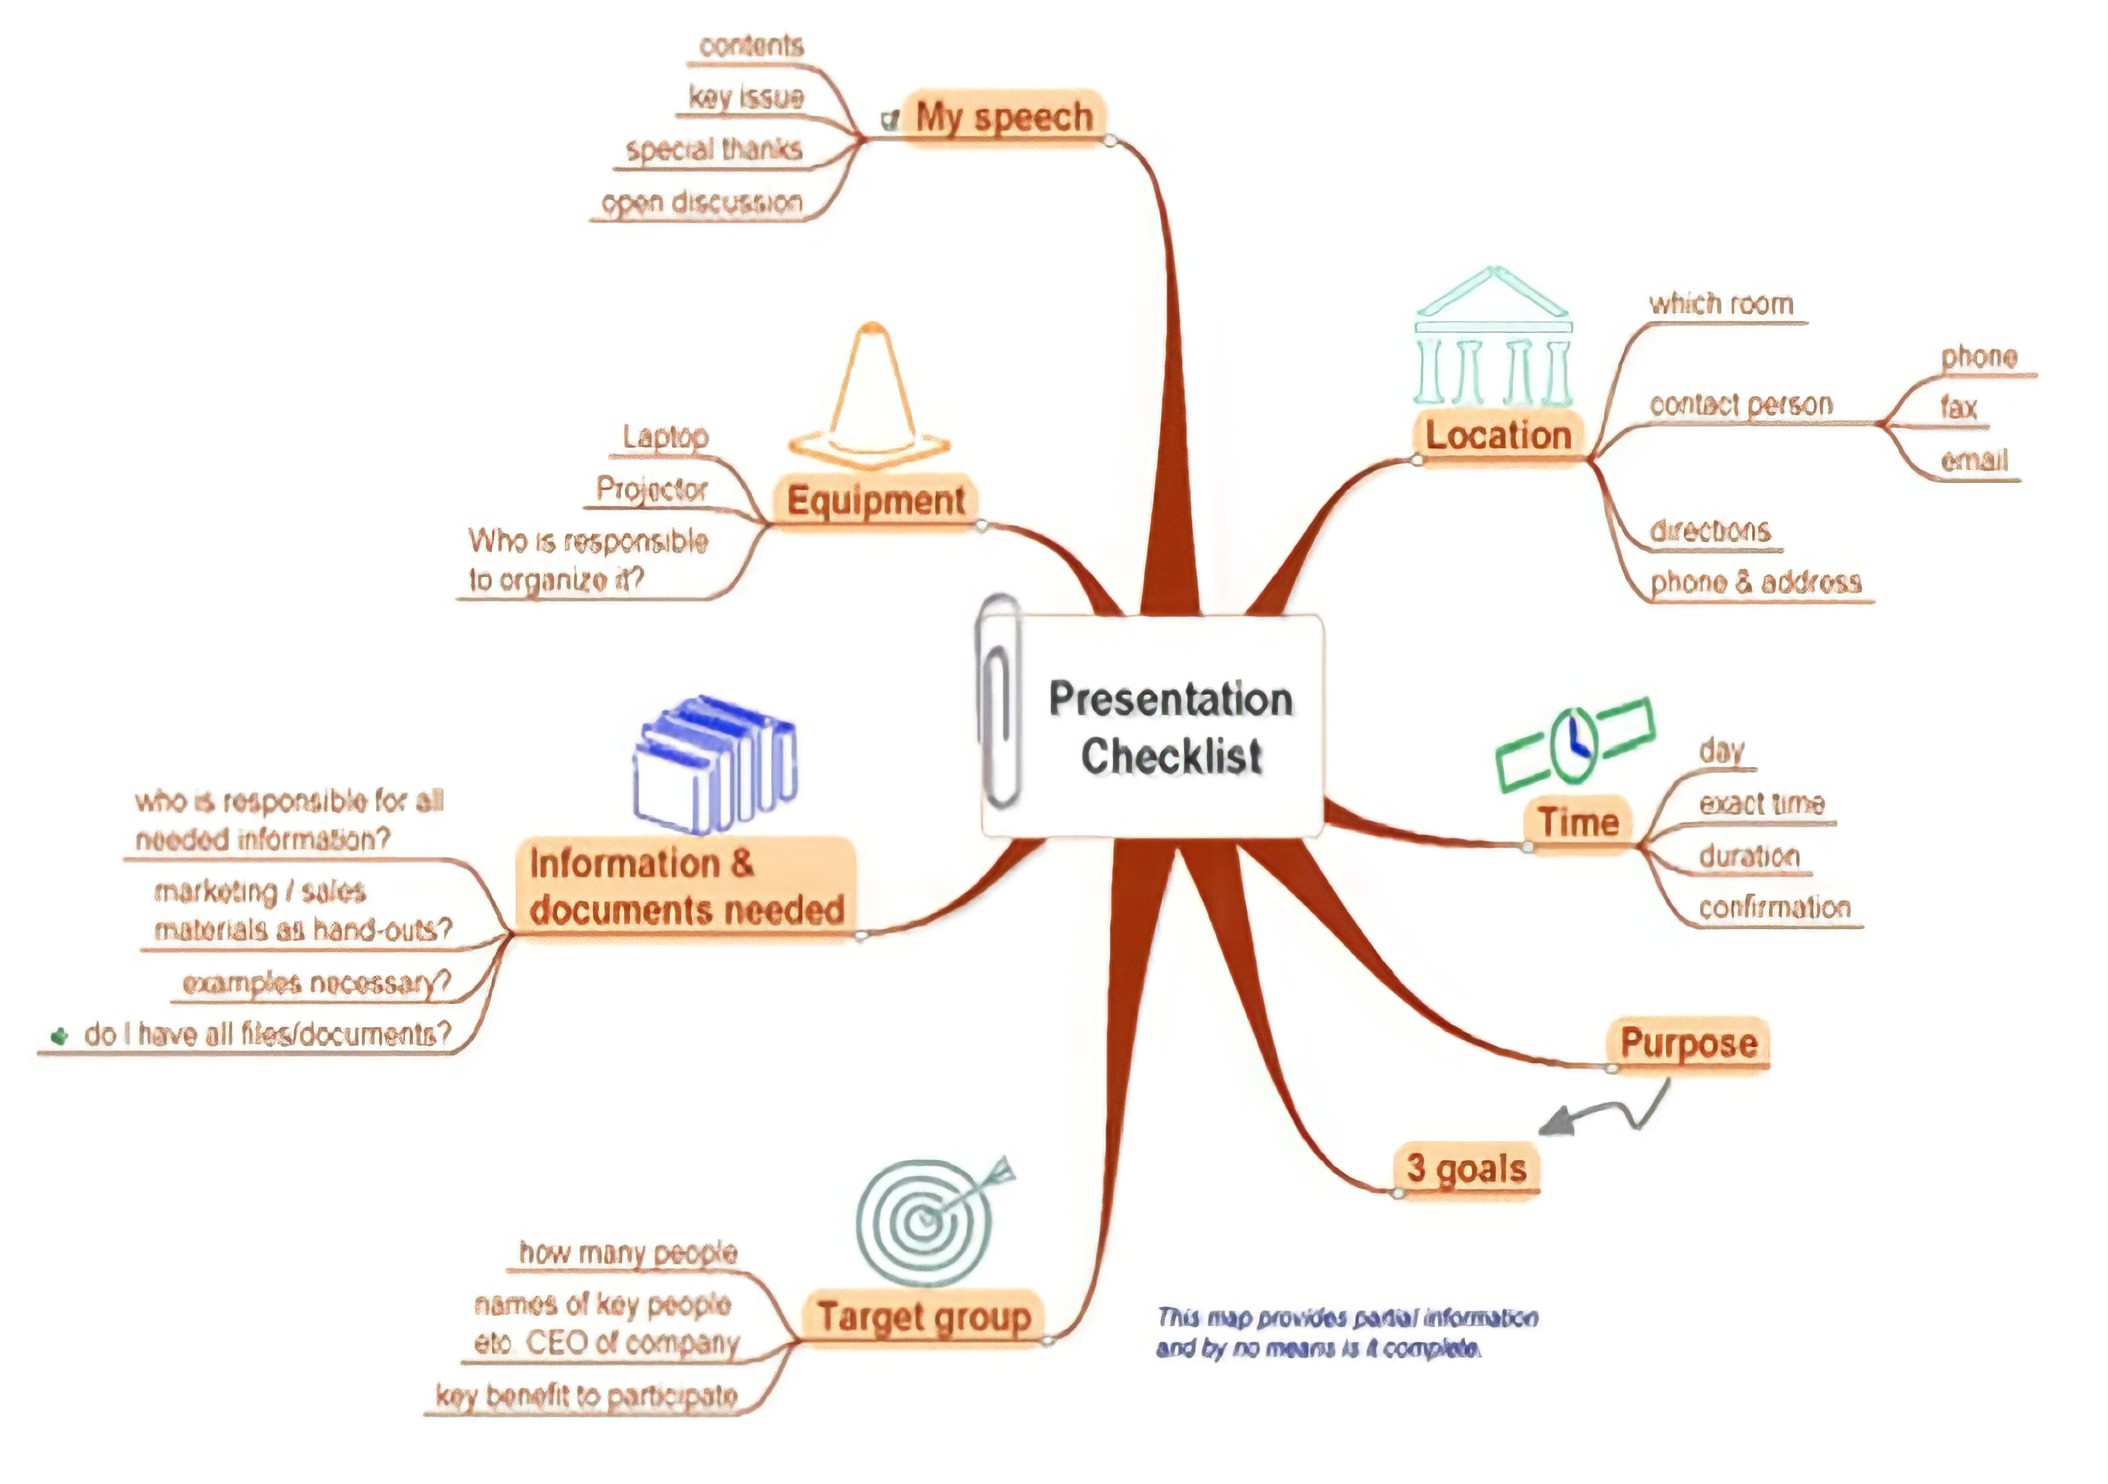 Presentation
Checklist
My speech
contents
key issue
special thanks
open discussion
Location
which room
contact person
phone
fax
email
directions
phone & address
Equipment
Laptop
Projector
Who is responsible
to organize it?
Time
day
exact time
duration
confirmation
Information &
documents needed
who is responsible for all
needed information?
marketing / sales
materials as hand-outs?
examples necessary?
do I have all files/documents?
Purpose
3 goals
Target group
how many people
names of key people
etc. CEO of company
key benefit to participate
This map provides partial information
and by no means is it complete.